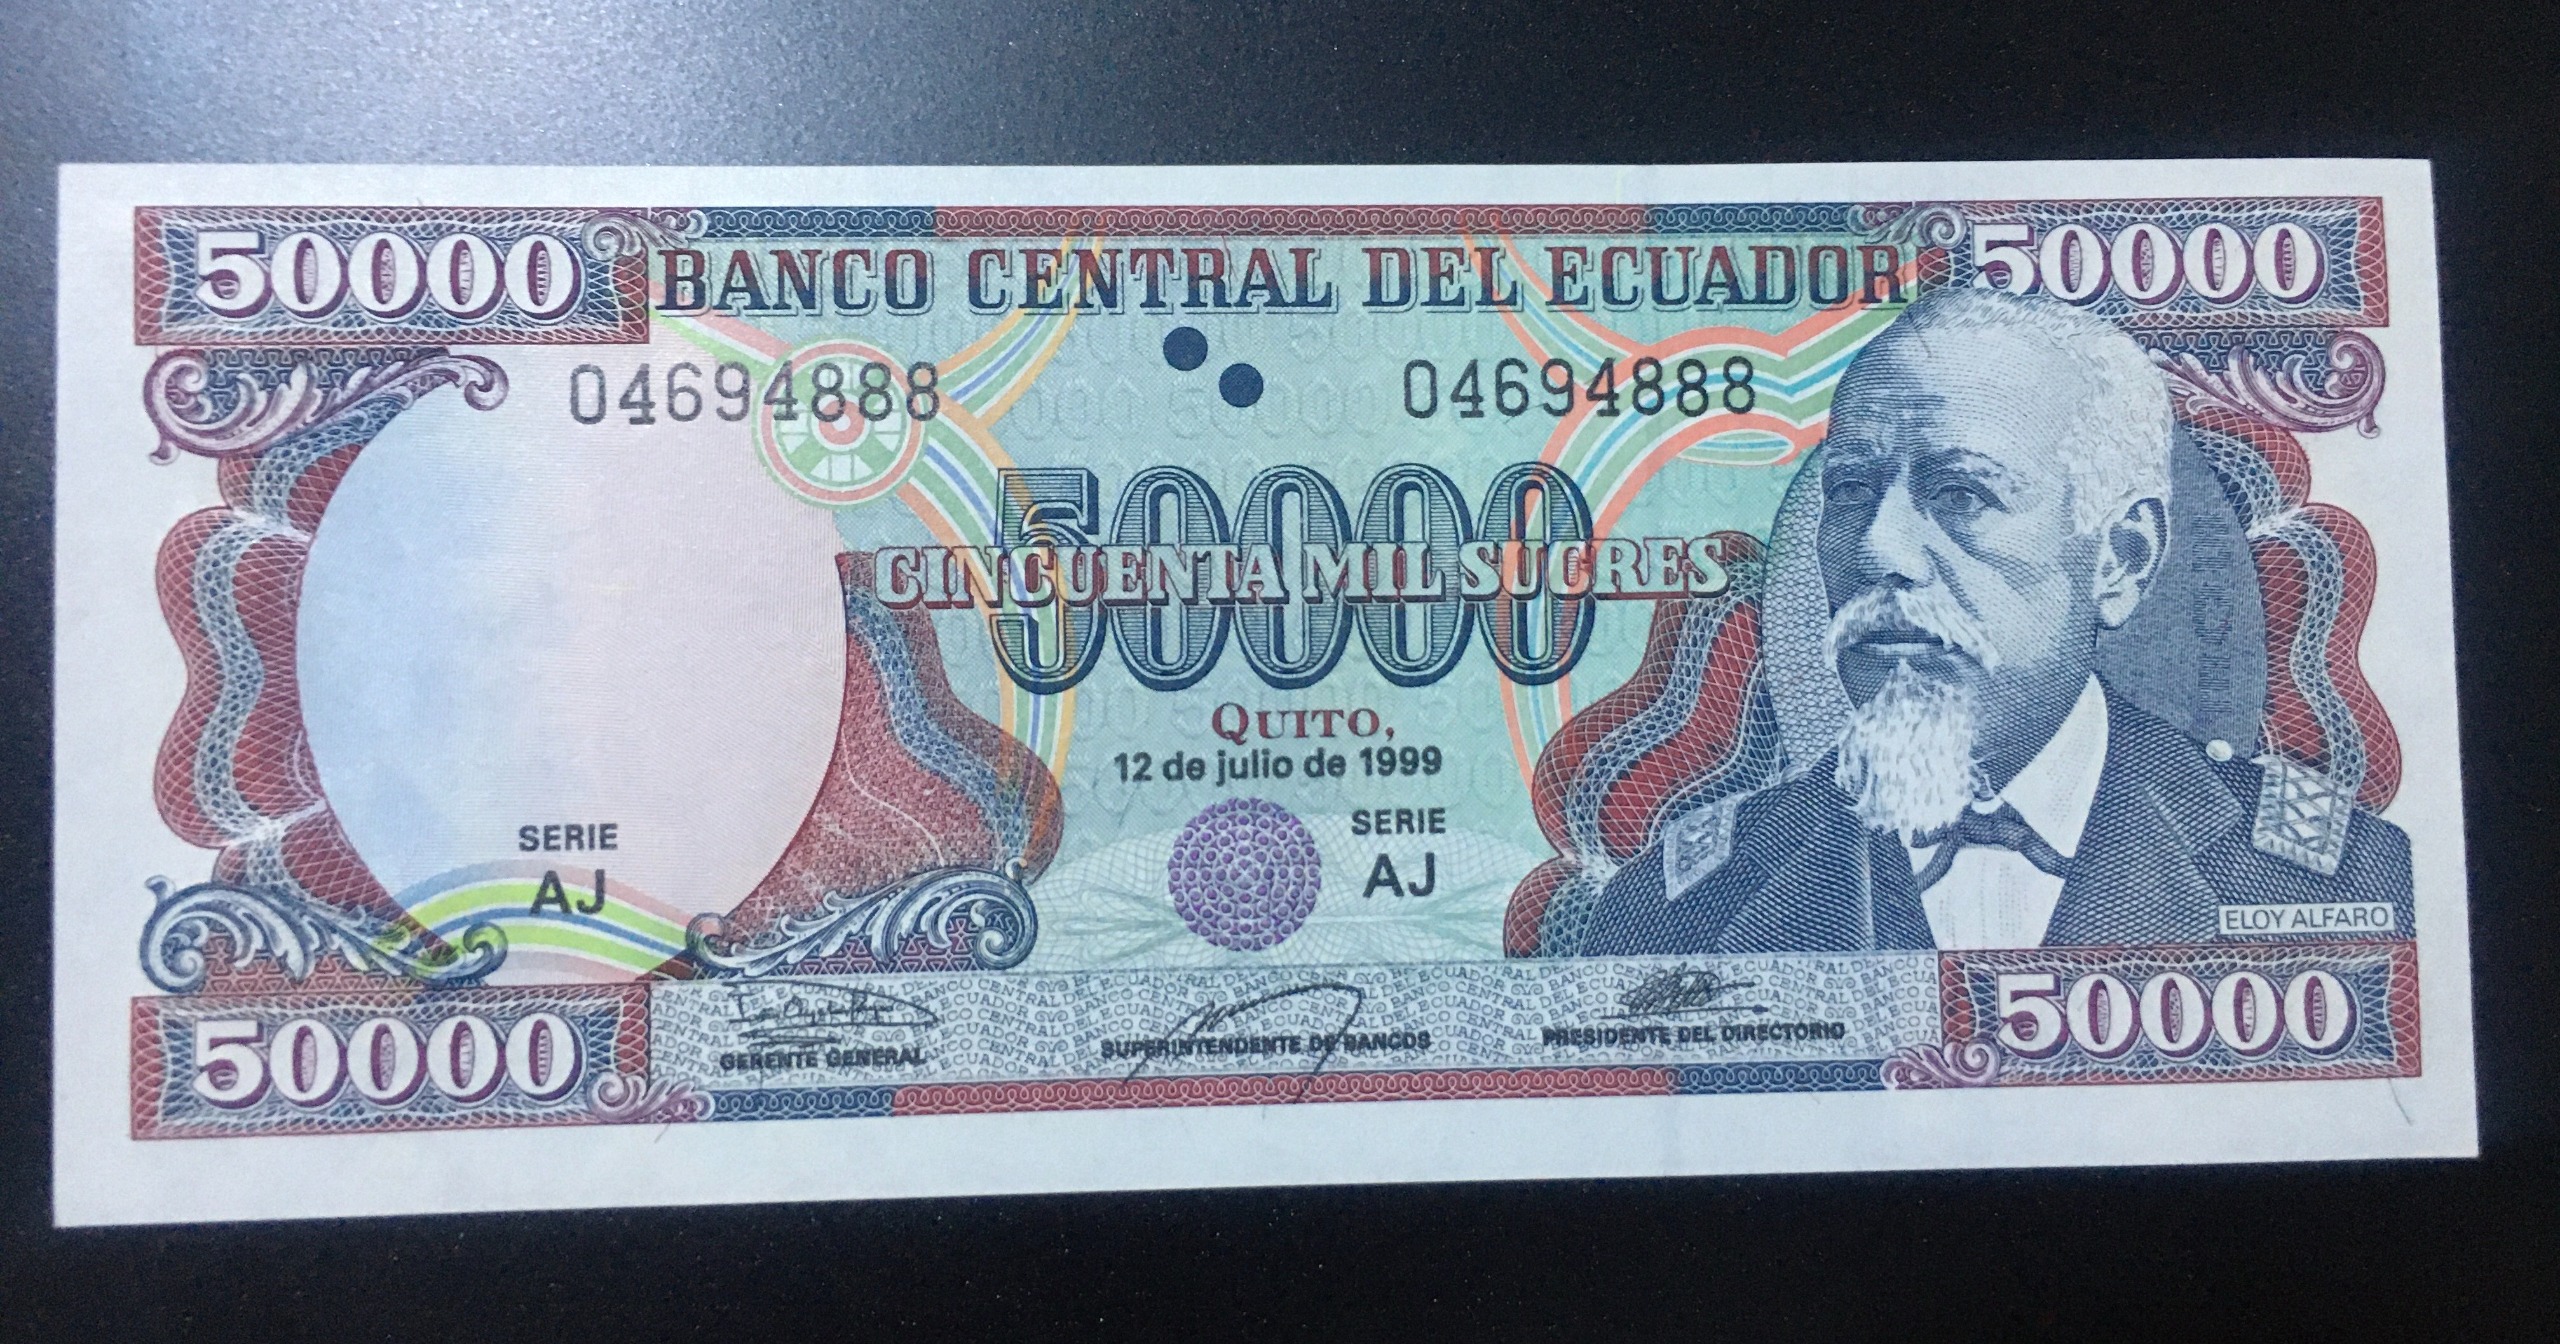 50000 BANCO CENTRAL DEL ECUADOR 50000
04694888 04694888
50000
CINCUENTA MIL SUCRES
QUITO,
12 de julio de 1999
SERIE SERIE
AJ AJ
ELOY ALFARO
GERENTE GENERAL SUPERINTENDENTE DE BANCOS PRESIDENTE DEL DIRECTORIO
50000 50000